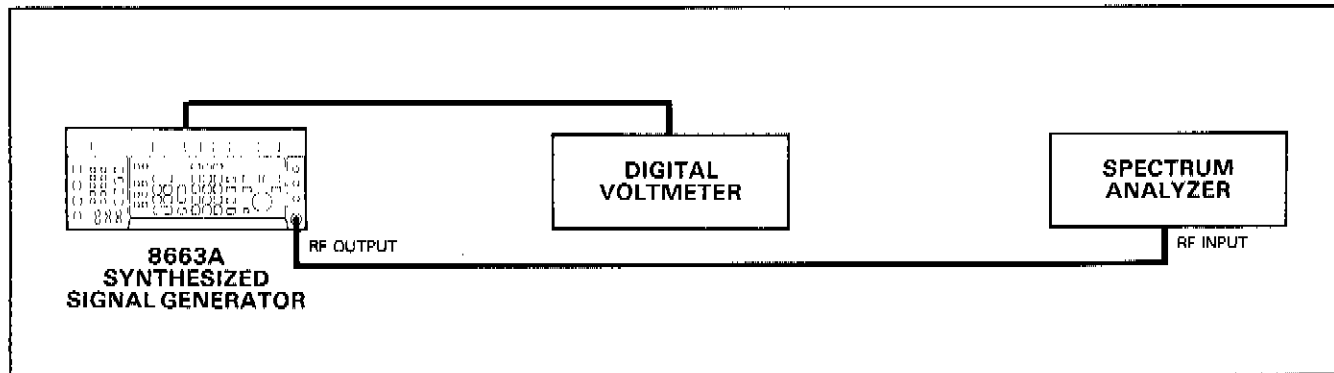 8663A
SYNTHESIZED
SIGNAL GENERATOR
RF OUTPUT
DIGITAL
VOLTMETER
SPECTRUM
ANALYZER
RF INPUT